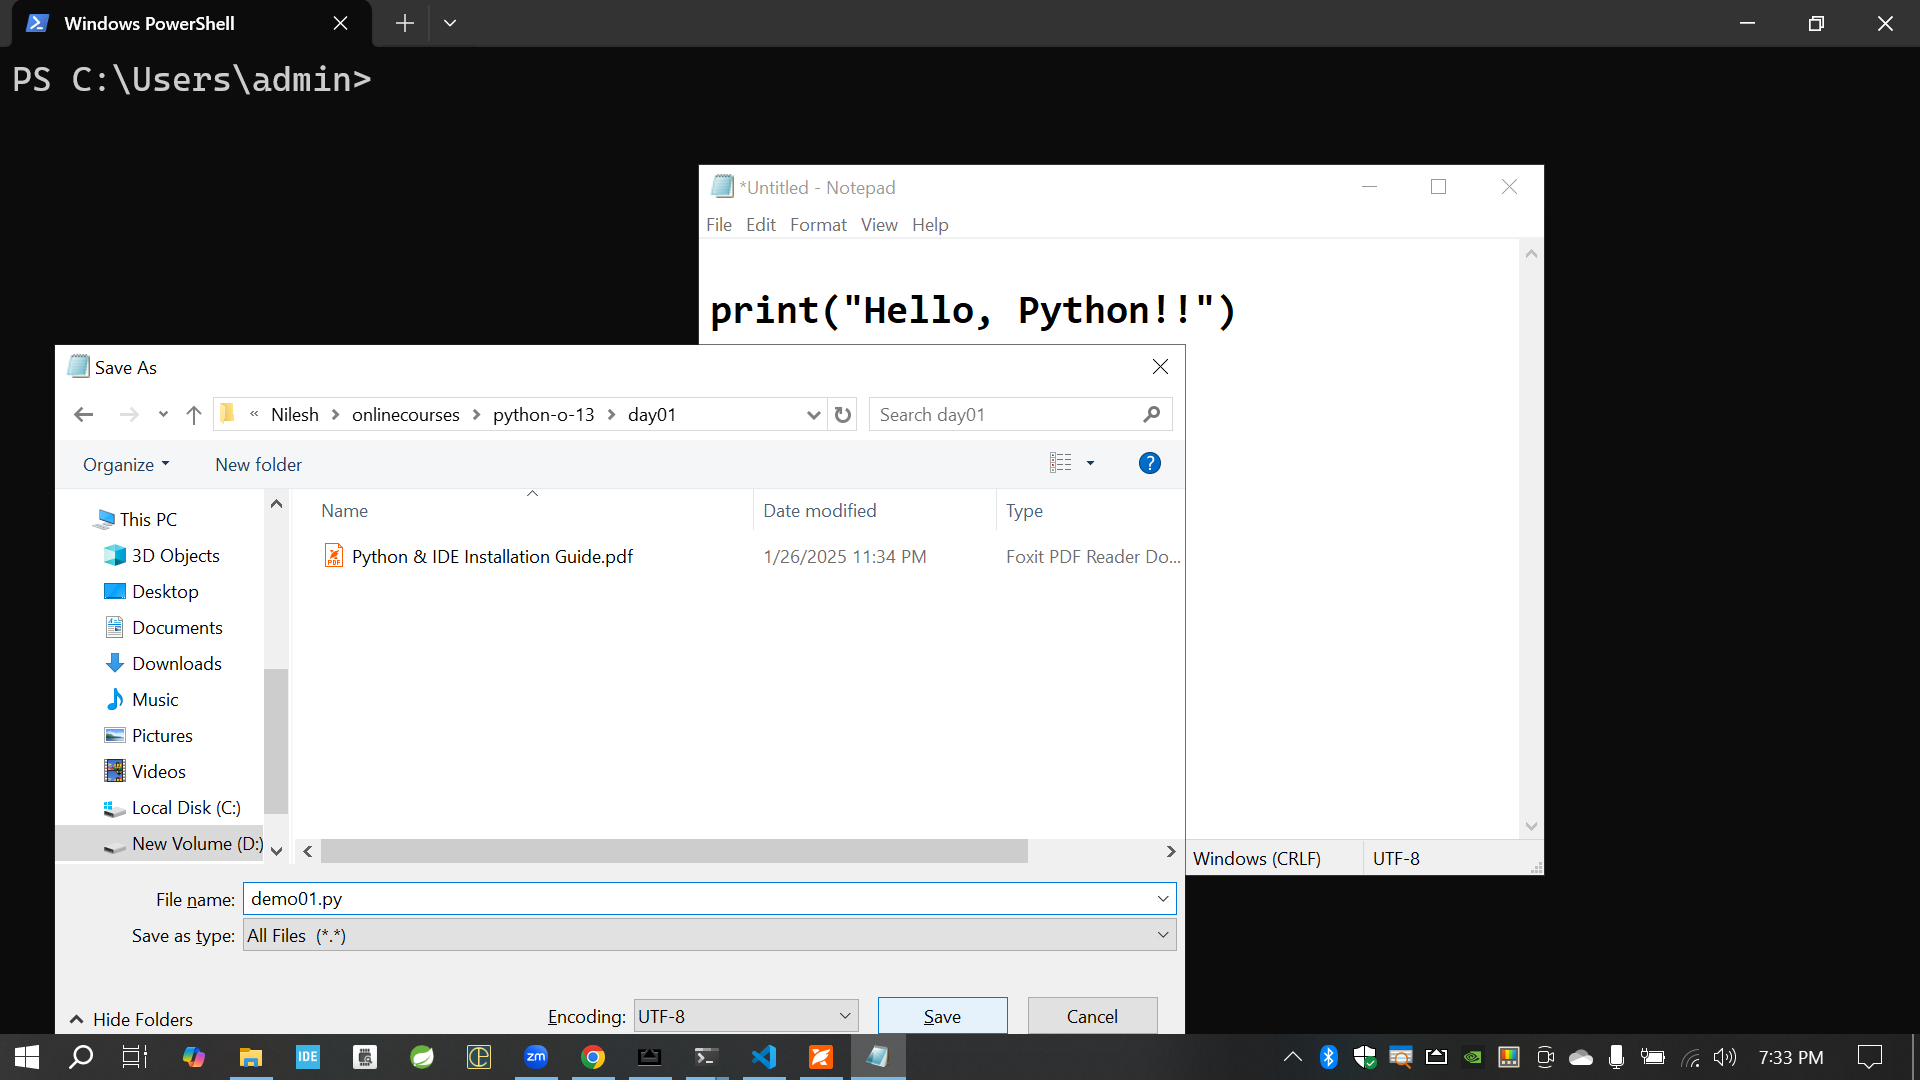 Windows PowerShell
PS C:\Users\admin>
*Untitled - Notepad
File Edit Format View Help
print("Hello, Python!!")
Save As
« Nilesh > onlinecourses > python-o-13 > day01
Search day01
Organize
New folder
?
Name
Date modified
Type
This PC
3D Objects
Desktop
Documents
Downloads
Music
Pictures
Videos
Local Disk (C:)
New Volume (D:)
Python & IDE Installation Guide.pdf
1/26/2025 11:34 PM
Foxit PDF Reader Do...
Windows (CRLF)
UTF-8
File name: demo01.py
Save as type: All Files (*.*)
Hide Folders
Encoding: UTF-8
Save
Cancel
IDE
zm
7:33 PM